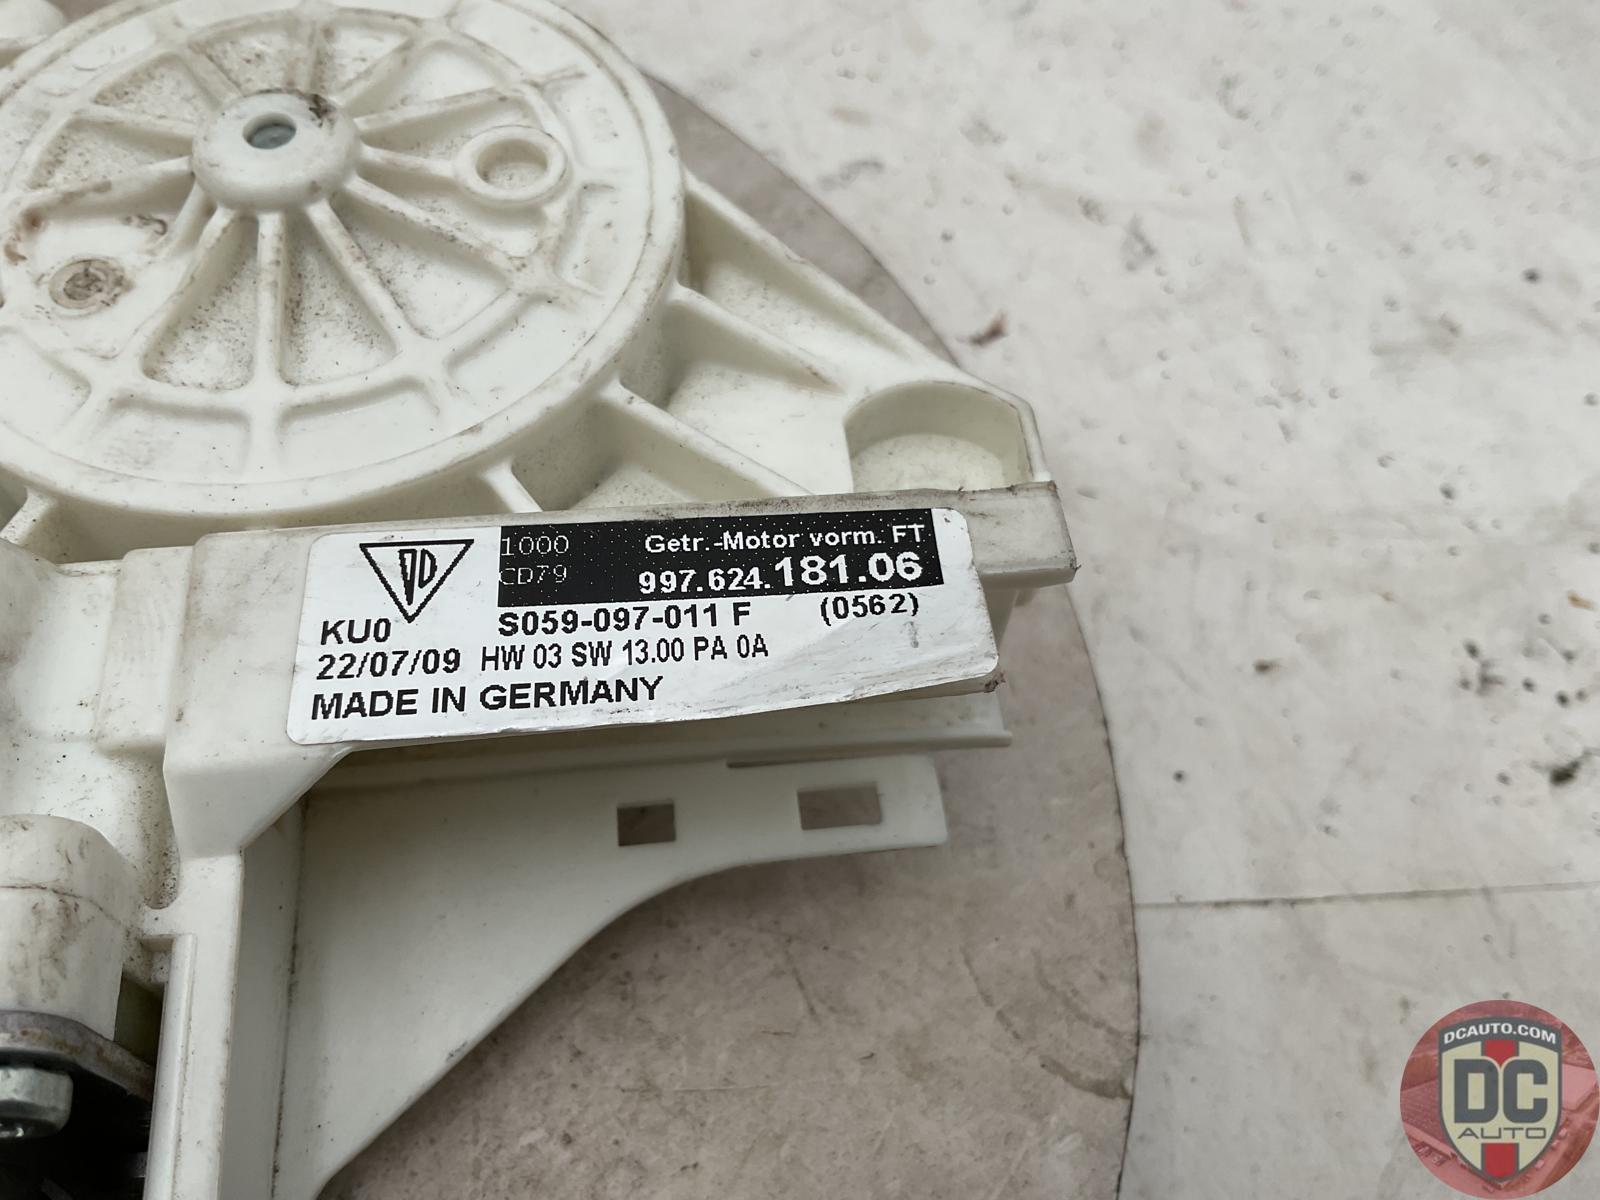 1000 Getr.-Motor vorm. FT
CD79 997.624.181.06
KU0 S059-097-011 F (0562)
22/07/09 HW 03 SW 13.00 PA 0A
MADE IN GERMANY
DCAUTO.COM
DC
AUTO